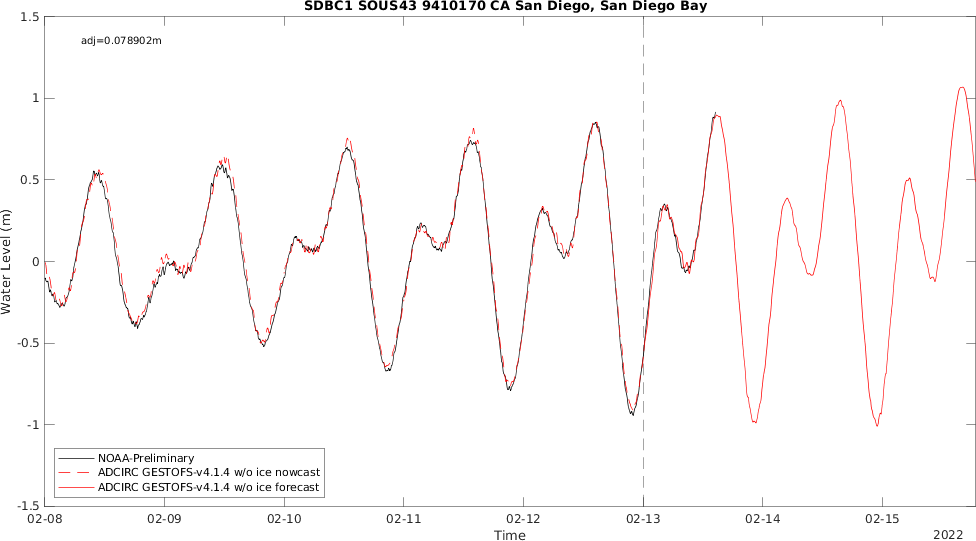 SDBC1 SOUS43 9410170 CA San Diego, San Diego Bay
adj=0.078902m
1.5
1
0.5
0
-0.5
-1
-1.5
Water Level (m)
NOAA-Preliminary
ADCIRC GESTOFS-v4.1.4 w/o ice nowcast
ADCIRC GESTOFS-v4.1.4 w/o ice forecast
02-08 02-09 02-10 02-11 02-12 02-13 02-14 02-15
Time
2022